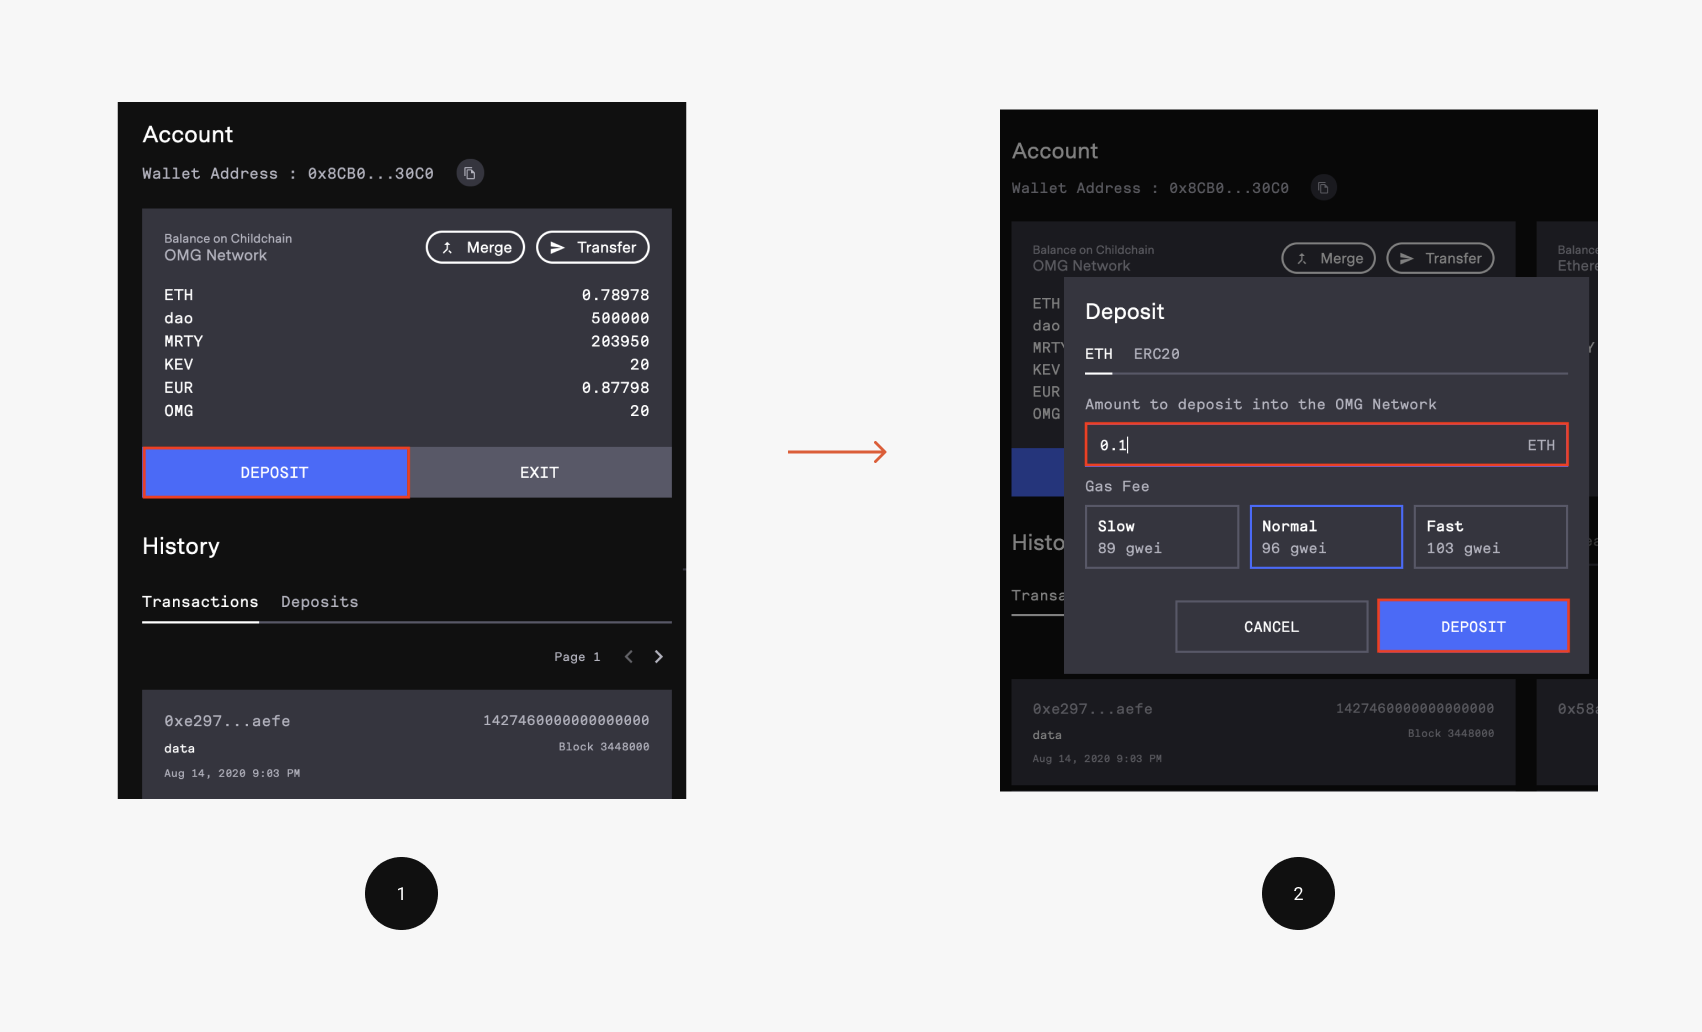 Account
Wallet Address : 0x8CB0...30C0
Balance on Childchain
OMG Network
Merge
Transfer
ETH 0.78978
dao 500000
MRTY 203950
KEV 20
EUR 0.87798
OMG 20
DEPOSIT EXIT
History
Transactions Deposits
Page 1
0xe297...aefe 1427460000000000000
data Block 3448000
Aug 14, 2020 9:03 PM
1
Account
Wallet Address : 0x8CB0...30C0
Balance on Childchain
OMG Network
Merge
Transfer
Balance
Ethere
ETH
dao
MRTY
KEV
EUR
OMG
Deposit
ETH ERC20
Amount to deposit into the OMG Network
0.1 ETH
Gas Fee
Slow
89 gwei
Normal
96 gwei
Fast
103 gwei
CANCEL DEPOSIT
Histo
Transa
0xe297...aefe 1427460000000000000
data Block 3448000
Aug 14, 2020 9:03 PM
0x58
2